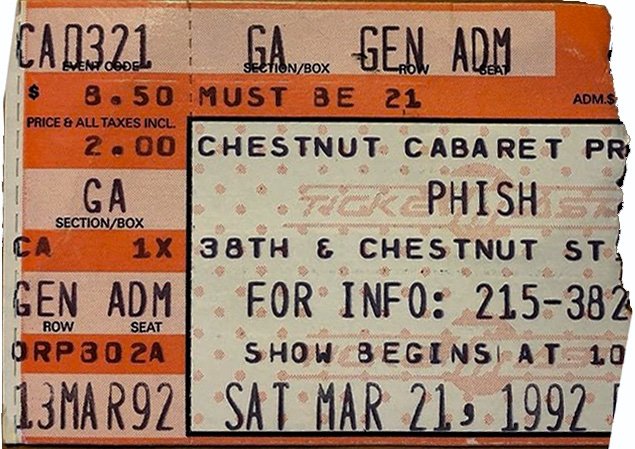 CA0321 GA GEN ADM
EVENT CODE SECTION/BOX ROW SEAT
$ 8.50 MUST BE 21 ADM.$
PRICE & ALL TAXES INCL.
2.00 CHESTNUT CABARET PR
GA PHISH
SECTION/BOX
CA 1X 38TH & CHESTNUT ST
GEN ADM FOR INFO: 215-382
ROW SEAT
ORP302A SHOW BEGINS AT 10
13MAR92 SAT MAR 21, 1992